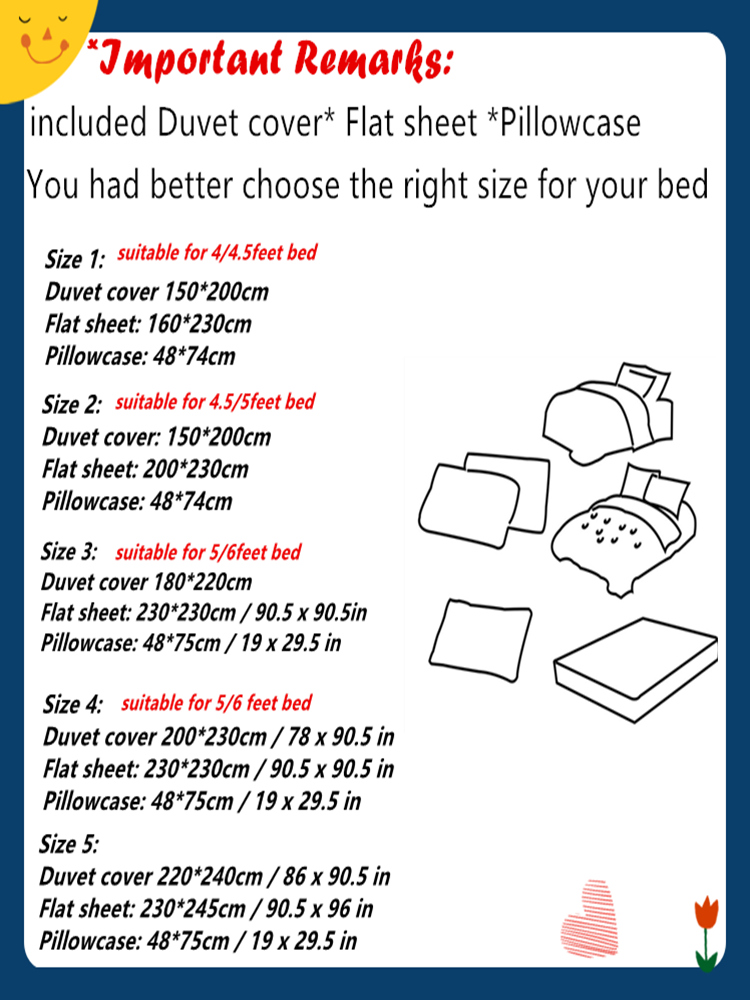 *Important Remarks:
included Duvet cover* Flat sheet *Pillowcase
You had better choose the right size for your bed
Size 1: suitable for 4/4.5feet bed
Duvet cover 150*200cm
Flat sheet: 160*230cm
Pillowcase: 48*74cm
Size 2: suitable for 4.5/5feet bed
Duvet cover: 150*200cm
Flat sheet: 200*230cm
Pillowcase: 48*74cm
Size 3: suitable for 5/6feet bed
Duvet cover 180*220cm
Flat sheet: 230*230cm / 90.5 x 90.5in
Pillowcase: 48*75cm / 19 x 29.5 in
Size 4: suitable for 5/6 feet bed
Duvet cover 200*230cm / 78 x 90.5 in
Flat sheet: 230*230cm / 90.5 x 90.5 in
Pillowcase: 48*75cm / 19 x 29.5 in
Size 5:
Duvet cover 220*240cm / 86 x 90.5 in
Flat sheet: 230*245cm / 90.5 x 96 in
Pillowcase: 48*75cm / 19 x 29.5 in